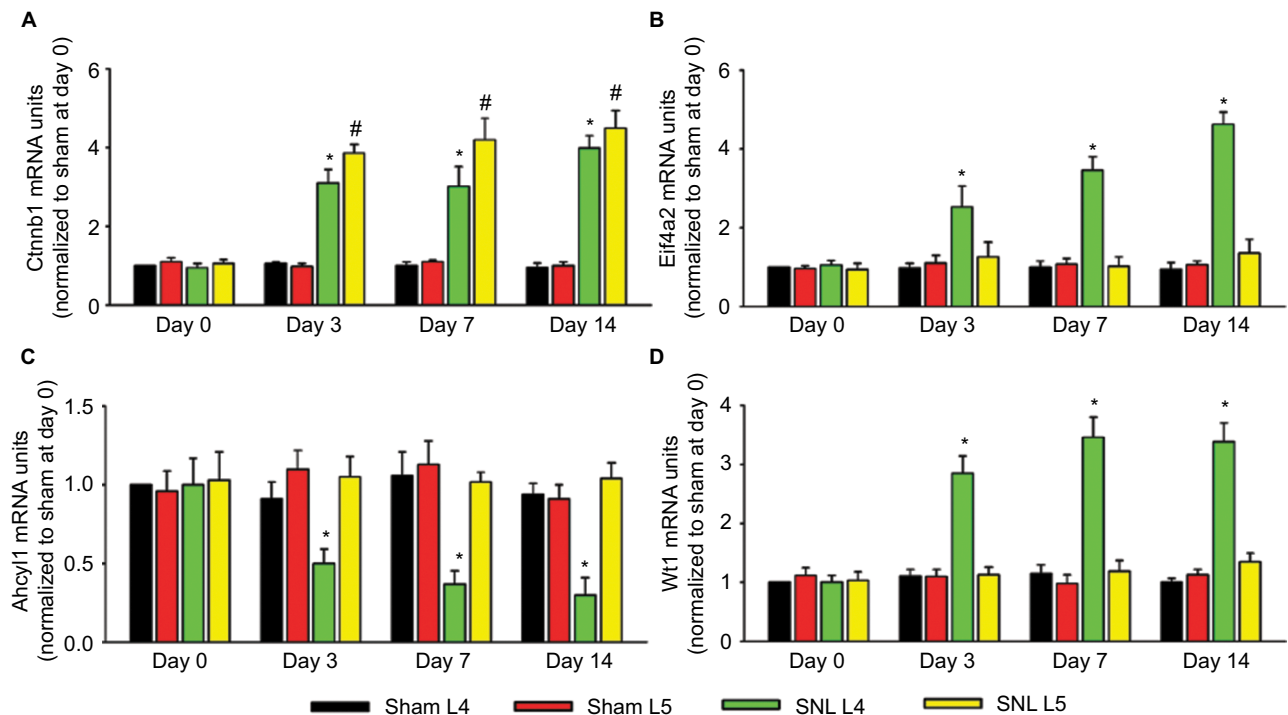 A
Ctnnb1 mRNA units
(normalized to sham at day 0)
6
4
2
0
* # * # * #
Day 0 Day 3 Day 7 Day 14
B
Eif4a2 mRNA units
(normalized to sham at day 0)
6
4
2
0
* * *
Day 0 Day 3 Day 7 Day 14
C
Ahcyl1 mRNA units
(normalized to sham at day 0)
1.5
1.0
0.5
0.0
* * *
Day 0 Day 3 Day 7 Day 14
D
Wt1 mRNA units
(normalized to sham at day 0)
4
3
2
1
0
* * *
Day 0 Day 3 Day 7 Day 14
Sham L4 Sham L5 SNL L4 SNL L5